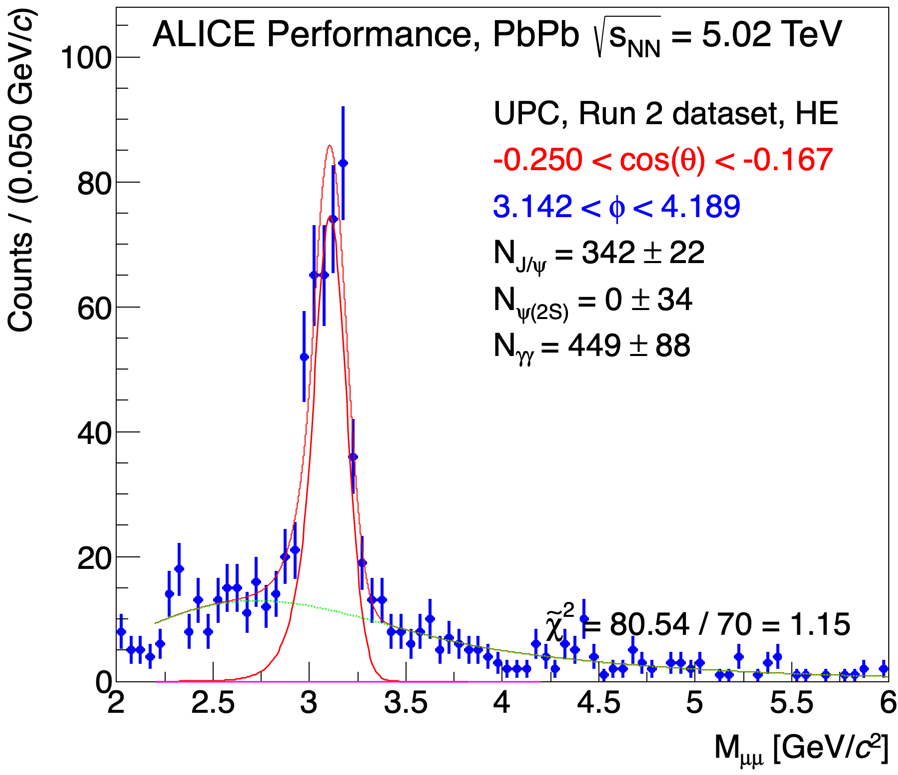 ALICE Performance, PbPb √sNN = 5.02 TeV
UPC, Run 2 dataset, HE
-0.250 < cos(θ) < -0.167
3.142 < ϕ < 4.189
NJ/ψ = 342 ± 22
Nψ(2S) = 0 ± 34
Nγγ = 449 ± 88
χ̃² = 80.54 / 70 = 1.15
Counts / (0.050 GeV/c)
100
80
60
40
20
0
2 2.5 3 3.5 4 4.5 5 5.5 6
Mμμ [GeV/c²]